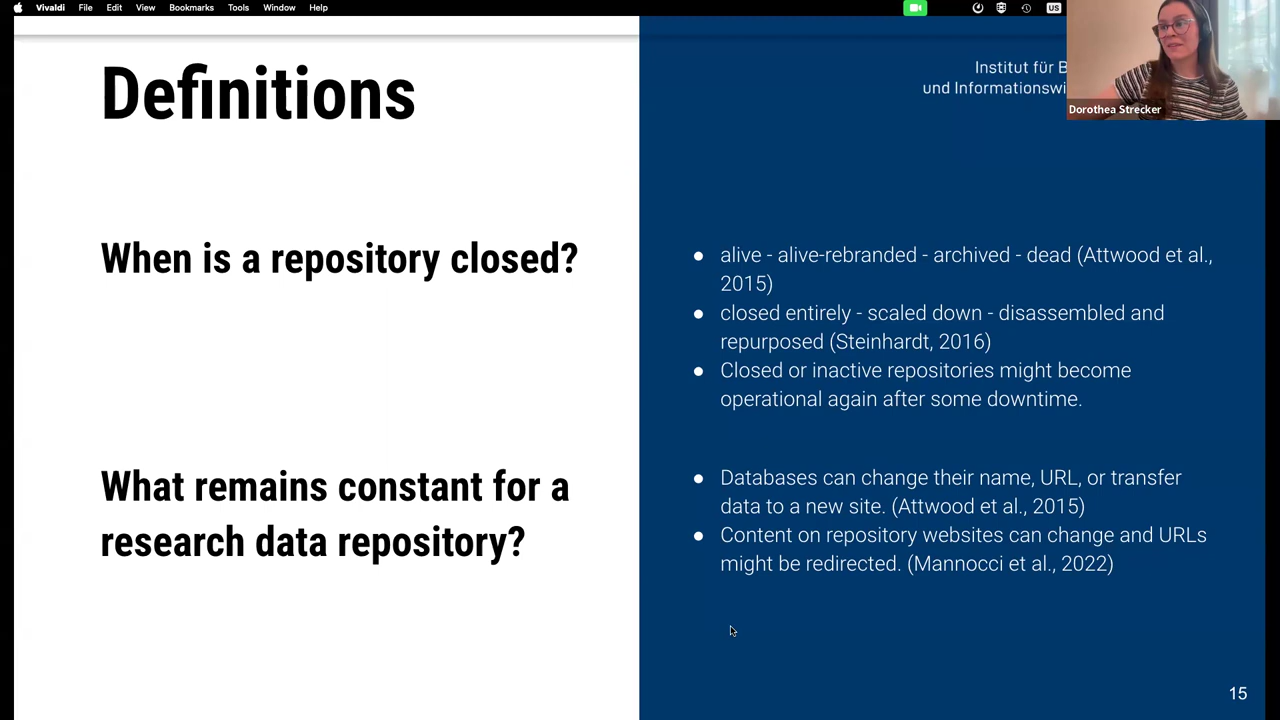 Vivaldi File Edit View Bookmarks Tools Window Help US
Institut für B
und Informationswi
Dorothea Strecker
Definitions
When is a repository closed?
● alive - alive-rebranded - archived - dead (Attwood et al.,
2015)
● closed entirely - scaled down - disassembled and
repurposed (Steinhardt, 2016)
● Closed or inactive repositories might become
operational again after some downtime.
What remains constant for a
research data repository?
● Databases can change their name, URL, or transfer
data to a new site. (Attwood et al., 2015)
● Content on repository websites can change and URLs
might be redirected. (Mannocci et al., 2022)
15